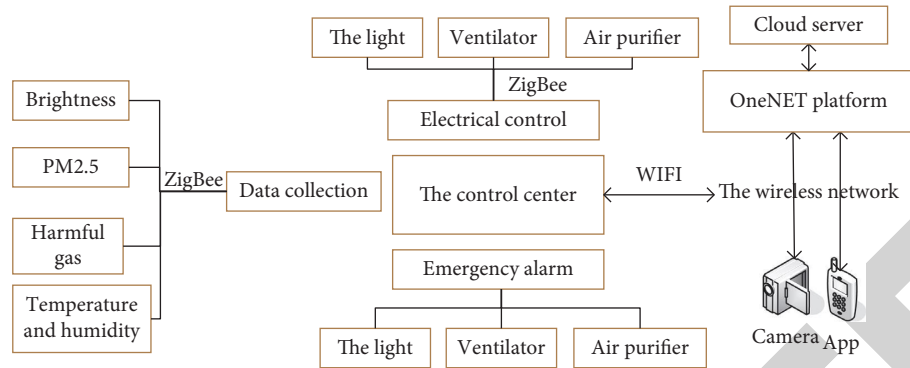 The light
Ventilator
Air purifier
Cloud server
ZigBee
OneNET platform
Electrical control
Brightness
PM2.5
Harmful
gas
Temperature
and humidity
ZigBee
Data collection
The control center
WIFI
The wireless network
Emergency alarm
The light
Ventilator
Air purifier
Camera
App